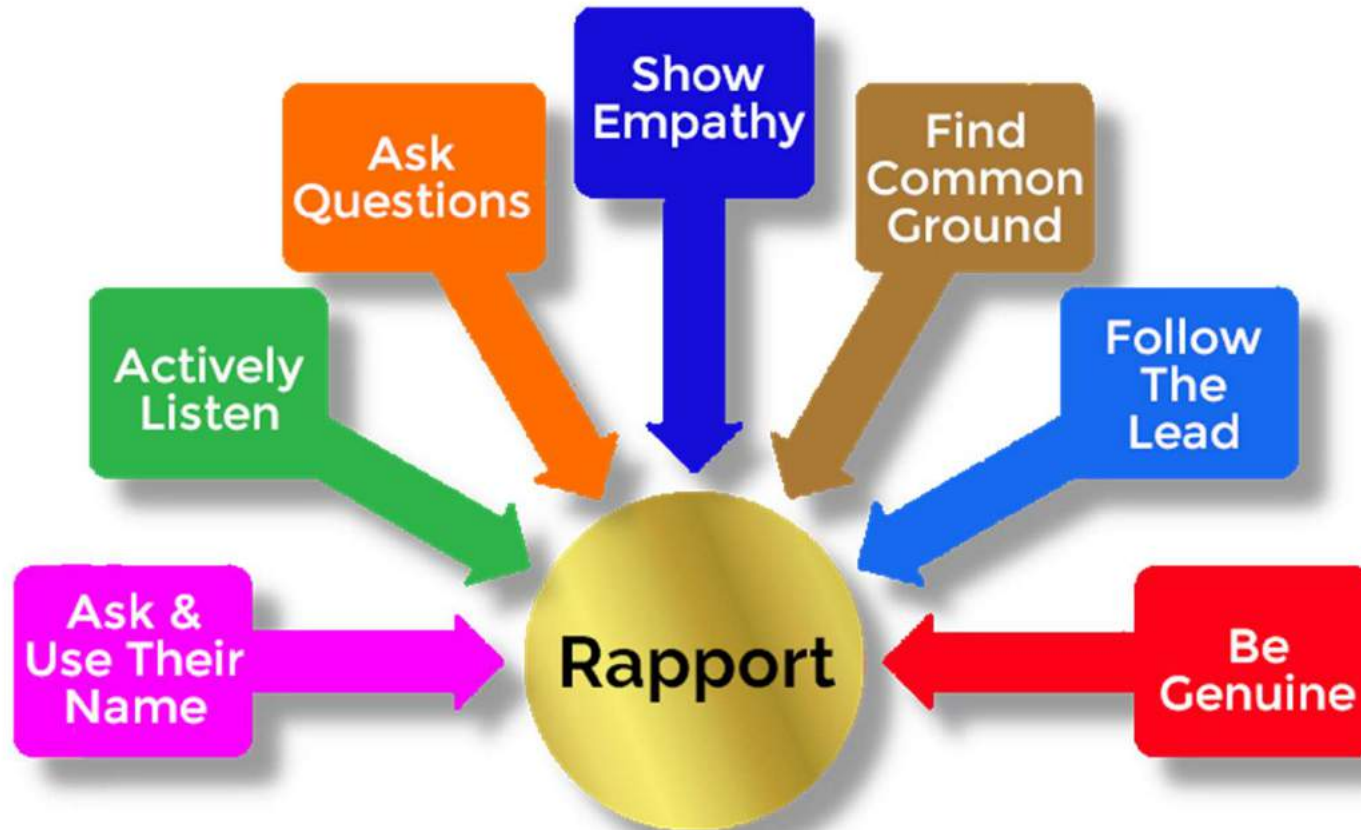 Ask &
Use Their
Name
Actively
Listen
Ask
Questions
Show
Empathy
Find
Common
Ground
Follow
The
Lead
Be
Genuine
Rapport